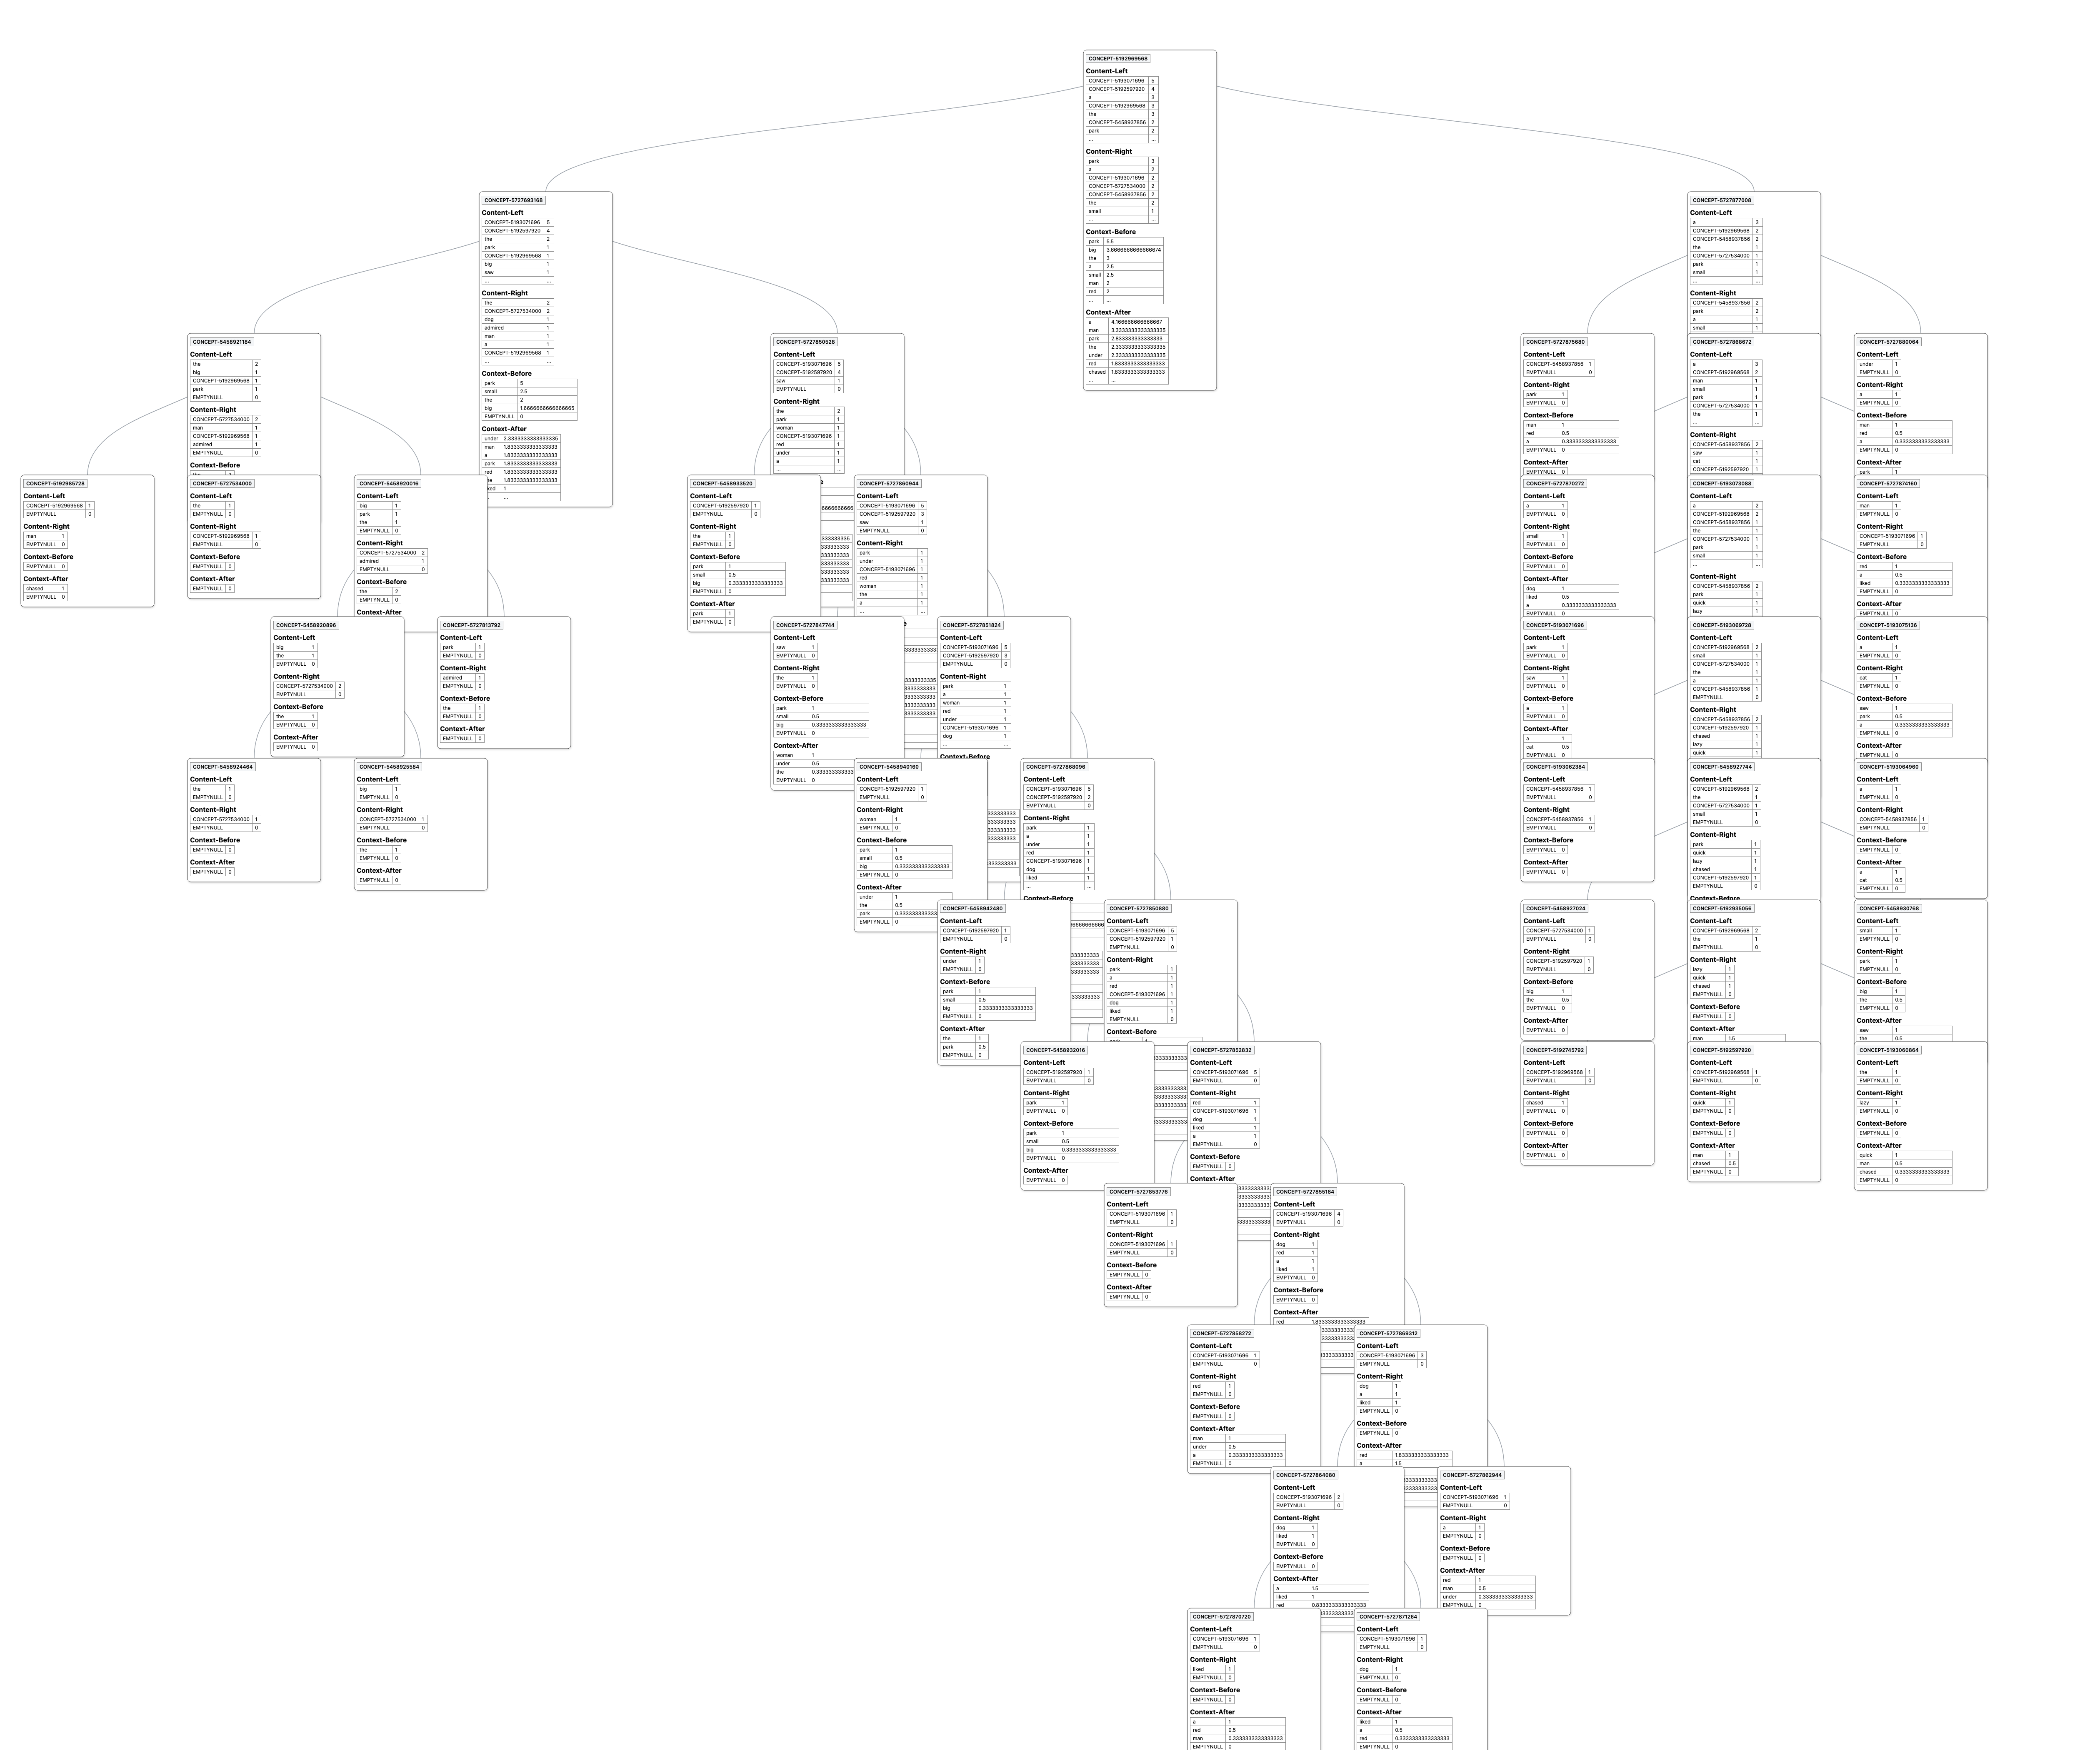 CONCEPT-5192969568
Content-Left
CONCEPT-5193071696 5
CONCEPT-5192597920 4
a 3
CONCEPT-5192969568 3
the 3
CONCEPT-5458937856 2
park 2
... ...
Content-Right
park 3
a 2
CONCEPT-5193071696 2
CONCEPT-5727534000 2
CONCEPT-5458937856 2
the 2
small 1
... ...
Context-Before
park 5.5
big 3.6666666666666674
the 3
a 2.5
small 2.5
man 2
red 2
... ...
Context-After
a 4.166666666666667
man 3.3333333333333335
park 2.833333333333333
the 2.3333333333333335
under 2.3333333333333335
red 1.8333333333333333
chased 1.8333333333333333
... ...
CONCEPT-5727693168
Content-Left
CONCEPT-5193071696 5
CONCEPT-5192597920 4
the 2
park 1
CONCEPT-5192969568 1
big 1
saw 1
... ...
Content-Right
the 2
CONCEPT-5727534000 2
dog 1
admired 1
man 1
a 1
CONCEPT-5192969568 1
... ...
Context-Before
park 5
small 2.5
the 2
big 1.6666666666666665
EMPTYNULL 0
Context-After
under 2.3333333333333335
man 1.8333333333333333
a 1.8333333333333333
park 1.8333333333333333
red 1.8333333333333333
1.8333333333333333
1
...
CONCEPT-5727877008
Content-Left
a 3
CONCEPT-5192969568 2
CONCEPT-5458937856 2
the 1
CONCEPT-5727534000 1
park 1
small 1
... ...
Content-Right
CONCEPT-5458937856 2
park 2
a 1
small 1
CONCEPT-5458921184
Content-Left
the 2
big 1
CONCEPT-5192969568 1
park 1
EMPTYNULL 0
Content-Right
CONCEPT-5727534000 2
man 1
CONCEPT-5192969568 1
admired 1
EMPTYNULL 0
Context-Before
CONCEPT-5727850528
Content-Left
CONCEPT-5193071696 5
CONCEPT-5192597920 4
saw 1
EMPTYNULL 0
Content-Right
the 2
park 1
woman 1
CONCEPT-5193071696 1
red 1
under 1
a 1
... ...
CONCEPT-5727875680
Content-Left
CONCEPT-5458937856 1
EMPTYNULL 0
Content-Right
park 1
EMPTYNULL 0
Context-Before
man 1
red 0.5
a 0.3333333333333333
Context-After
EMPTYNULL 0
CONCEPT-5727868672
Content-Left
a 3
CONCEPT-5192969568 2
man 1
small 1
park 1
CONCEPT-5727534000 1
the 1
... ...
Content-Right
CONCEPT-5458937856 2
saw 1
cat 1
CONCEPT-5192597920 1
CONCEPT-5727880064
Content-Left
under 1
EMPTYNULL 0
Content-Right
a 1
EMPTYNULL 0
Context-Before
man 1
red 0.5
a 0.3333333333333333
Context-After
park 1
CONCEPT-5192985728
Content-Left
CONCEPT-5192969568 1
EMPTYNULL 0
Content-Right
man 1
EMPTYNULL 0
Context-Before
EMPTYNULL 0
Context-After
chased 1
EMPTYNULL 0
CONCEPT-5727534000
Content-Left
the 1
EMPTYNULL 0
Content-Right
CONCEPT-5192969568 1
EMPTYNULL 0
Context-Before
EMPTYNULL 0
Context-After
EMPTYNULL 0
CONCEPT-5458920016
Content-Left
big 1
park 1
the 1
EMPTYNULL 0
Content-Right
CONCEPT-5727534000 2
admired 1
EMPTYNULL 0
Context-Before
the 2
EMPTYNULL 0
Context-After
CONCEPT-5458933520
Content-Left
CONCEPT-5192597920 1
EMPTYNULL 0
Content-Right
the 1
EMPTYNULL 0
Context-Before
park 1
small 0.5
big 0.3333333333333333
EMPTYNULL 0
Context-After
park 1
EMPTYNULL 0
CONCEPT-5727860944
Content-Left
CONCEPT-5193071696 5
CONCEPT-5192597920 3
saw 1
EMPTYNULL 0
Content-Right
park 1
under 1
CONCEPT-5193071696 1
red 1
woman 1
the 1
a 1
... ...
CONCEPT-5727870272
Content-Left
a 1
EMPTYNULL 0
Content-Right
small 1
EMPTYNULL 0
Context-Before
EMPTYNULL 0
Context-After
dog 1
liked 0.5
a 0.3333333333333333
EMPTYNULL 0
CONCEPT-5193073088
Content-Left
a 2
CONCEPT-5192969568 2
CONCEPT-5458937856 1
the 1
CONCEPT-5727534000 1
park 1
small 1
... ...
Content-Right
CONCEPT-5458937856 2
park 1
quick 1
lazy 1
CONCEPT-5727874160
Content-Left
man 1
EMPTYNULL 0
Content-Right
CONCEPT-5193071696 1
EMPTYNULL 0
Context-Before
red 1
a 0.5
liked 0.3333333333333333
EMPTYNULL 0
Context-After
EMPTYNULL 0
CONCEPT-5458920896
Content-Left
big 1
the 1
EMPTYNULL 0
Content-Right
CONCEPT-5727534000 2
EMPTYNULL 0
Context-Before
the 1
EMPTYNULL 0
Context-After
EMPTYNULL 0
CONCEPT-5727813792
Content-Left
park 1
EMPTYNULL 0
Content-Right
admired 1
EMPTYNULL 0
Context-Before
the 1
EMPTYNULL 0
Context-After
EMPTYNULL 0
CONCEPT-5727847744
Content-Left
saw 1
EMPTYNULL 0
Content-Right
the 1
EMPTYNULL 0
Context-Before
park 1
small 0.5
big 0.3333333333333333
EMPTYNULL 0
Context-After
woman 1
under 0.5
the 0.333333333333
EMPTYNULL 0
CONCEPT-5727851824
Content-Left
CONCEPT-5193071696 5
CONCEPT-5192597920 3
EMPTYNULL 0
Content-Right
park 1
a 1
woman 1
red 1
under 1
CONCEPT-5193071696 1
dog 1
... ...
Context-Before
CONCEPT-5193071696
Content-Left
park 1
EMPTYNULL 0
Content-Right
saw 1
EMPTYNULL 0
Context-Before
a 1
EMPTYNULL 0
Context-After
a 1
cat 0.5
EMPTYNULL 0
CONCEPT-5193069728
Content-Left
CONCEPT-5192969568 2
small 1
CONCEPT-5727534000 1
the 1
a 1
CONCEPT-5458937856 1
EMPTYNULL 0
Content-Right
CONCEPT-5458937856 2
CONCEPT-5192597920 1
chased 1
lazy 1
quick 1
CONCEPT-5193075136
Content-Left
a 1
EMPTYNULL 0
Content-Right
cat 1
EMPTYNULL 0
Context-Before
saw 1
park 0.5
a 0.3333333333333333
EMPTYNULL 0
Context-After
EMPTYNULL 0
CONCEPT-5458924464
Content-Left
the 1
EMPTYNULL 0
Content-Right
CONCEPT-5727534000 1
EMPTYNULL 0
Context-Before
EMPTYNULL 0
Context-After
EMPTYNULL 0
CONCEPT-5458925584
Content-Left
big 1
EMPTYNULL 0
Content-Right
CONCEPT-5727534000 1
EMPTYNULL 0
Context-Before
the 1
EMPTYNULL 0
Context-After
EMPTYNULL 0
CONCEPT-5458940160
Content-Left
CONCEPT-5192597920 1
EMPTYNULL 0
Content-Right
woman 1
EMPTYNULL 0
Context-Before
park 1
small 0.5
big 0.3333333333333333
EMPTYNULL 0
Context-After
under 1
the 0.5
park 0.333333333333
EMPTYNULL 0
CONCEPT-5727868096
Content-Left
CONCEPT-5193071696 5
CONCEPT-5192597920 2
EMPTYNULL 0
Content-Right
park 1
a 1
under 1
red 1
CONCEPT-5193071696 1
dog 1
liked 1
... ...
Context-Before
CONCEPT-5193062384
Content-Left
CONCEPT-5458937856 1
EMPTYNULL 0
Content-Right
CONCEPT-5458937856 1
EMPTYNULL 0
Context-Before
EMPTYNULL 0
Context-After
EMPTYNULL 0
CONCEPT-5458927744
Content-Left
CONCEPT-5192969568 2
the 1
CONCEPT-5727534000 1
small 1
EMPTYNULL 0
Content-Right
park 1
quick 1
lazy 1
chased 1
CONCEPT-5192597920 1
EMPTYNULL 0
Context-Before
CONCEPT-5193064960
Content-Left
a 1
EMPTYNULL 0
Content-Right
CONCEPT-5458937856 1
EMPTYNULL 0
Context-Before
EMPTYNULL 0
Context-After
a 1
cat 0.5
EMPTYNULL 0
CONCEPT-5458942480
Content-Left
CONCEPT-5192597920 1
EMPTYNULL 0
Content-Right
under 1
EMPTYNULL 0
Context-Before
park 1
small 0.5
big 0.3333333333333333
EMPTYNULL 0
Context-After
the 1
park 0.5
EMPTYNULL 0
CONCEPT-5727850880
Content-Left
CONCEPT-5193071696 5
CONCEPT-5192597920 1
EMPTYNULL 0
Content-Right
park 1
a 1
red 1
CONCEPT-5193071696 1
dog 1
liked 1
EMPTYNULL 0
Context-Before
CONCEPT-5458927024
Content-Left
CONCEPT-5727534000 1
EMPTYNULL 0
Content-Right
CONCEPT-5192597920 1
EMPTYNULL 0
Context-Before
big 1
the 0.5
EMPTYNULL 0
Context-After
EMPTYNULL 0
CONCEPT-5192935056
Content-Left
CONCEPT-5192969568 2
the 1
EMPTYNULL 0
Content-Right
lazy 1
quick 1
chased 1
EMPTYNULL 0
Context-Before
EMPTYNULL 0
Context-After
man 1.5
CONCEPT-5458930768
Content-Left
small 1
EMPTYNULL 0
Content-Right
park 1
EMPTYNULL 0
Context-Before
big 1
the 0.5
EMPTYNULL 0
Context-After
saw 1
the 0.5
CONCEPT-5458932016
Content-Left
CONCEPT-5192597920 1
EMPTYNULL 0
Content-Right
park 1
EMPTYNULL 0
Context-Before
park 1
small 0.5
big 0.3333333333333333
EMPTYNULL 0
Context-After
EMPTYNULL 0
CONCEPT-5727852832
Content-Left
CONCEPT-5193071696 5
EMPTYNULL 0
Content-Right
red 1
CONCEPT-5193071696 1
dog 1
liked 1
a 1
EMPTYNULL 0
Context-Before
EMPTYNULL 0
Context-After
CONCEPT-5192745792
Content-Left
CONCEPT-5192969568 1
EMPTYNULL 0
Content-Right
chased 1
EMPTYNULL 0
Context-Before
EMPTYNULL 0
Context-After
EMPTYNULL 0
CONCEPT-5192597920
Content-Left
CONCEPT-5192969568 1
EMPTYNULL 0
Content-Right
quick 1
EMPTYNULL 0
Context-Before
EMPTYNULL 0
Context-After
man 1
chased 0.5
EMPTYNULL 0
CONCEPT-5193060864
Content-Left
the 1
EMPTYNULL 0
Content-Right
lazy 1
EMPTYNULL 0
Context-Before
EMPTYNULL 0
Context-After
quick 1
man 0.5
chased 0.3333333333333333
EMPTYNULL 0
CONCEPT-5727853776
Content-Left
CONCEPT-5193071696 1
EMPTYNULL 0
Content-Right
CONCEPT-5193071696 1
EMPTYNULL 0
Context-Before
EMPTYNULL 0
Context-After
EMPTYNULL 0
CONCEPT-5727855184
Content-Left
CONCEPT-5193071696 4
EMPTYNULL 0
Content-Right
dog 1
red 1
a 1
liked 1
EMPTYNULL 0
Context-Before
EMPTYNULL 0
Context-After
red 1.8333333333333333
CONCEPT-5727858272
Content-Left
CONCEPT-5193071696 1
EMPTYNULL 0
Content-Right
red 1
EMPTYNULL 0
Context-Before
EMPTYNULL 0
Context-After
man 1
under 0.5
a 0.3333333333333333
EMPTYNULL 0
CONCEPT-5727869312
Content-Left
CONCEPT-5193071696 3
EMPTYNULL 0
Content-Right
dog 1
a 1
liked 1
EMPTYNULL 0
Context-Before
EMPTYNULL 0
Context-After
red 1.8333333333333333
a 1.5
CONCEPT-5727864080
Content-Left
CONCEPT-5193071696 2
EMPTYNULL 0
Content-Right
dog 1
liked 1
EMPTYNULL 0
Context-Before
EMPTYNULL 0
Context-After
a 1.5
liked 1
red 0.8333333333333333
CONCEPT-5727862944
Content-Left
CONCEPT-5193071696 1
EMPTYNULL 0
Content-Right
a 1
EMPTYNULL 0
Context-Before
EMPTYNULL 0
Context-After
red 1
man 0.5
under 0.3333333333333333
EMPTYNULL 0
CONCEPT-5727870720
Content-Left
CONCEPT-5193071696 1
EMPTYNULL 0
Content-Right
liked 1
EMPTYNULL 0
Context-Before
EMPTYNULL 0
Context-After
a 1
red 0.5
man 0.3333333333333333
EMPTYNULL 0
CONCEPT-5727871264
Content-Left
CONCEPT-5193071696 1
EMPTYNULL 0
Content-Right
dog 1
EMPTYNULL 0
Context-Before
EMPTYNULL 0
Context-After
liked 1
a 0.5
red 0.3333333333333333
EMPTYNULL 0